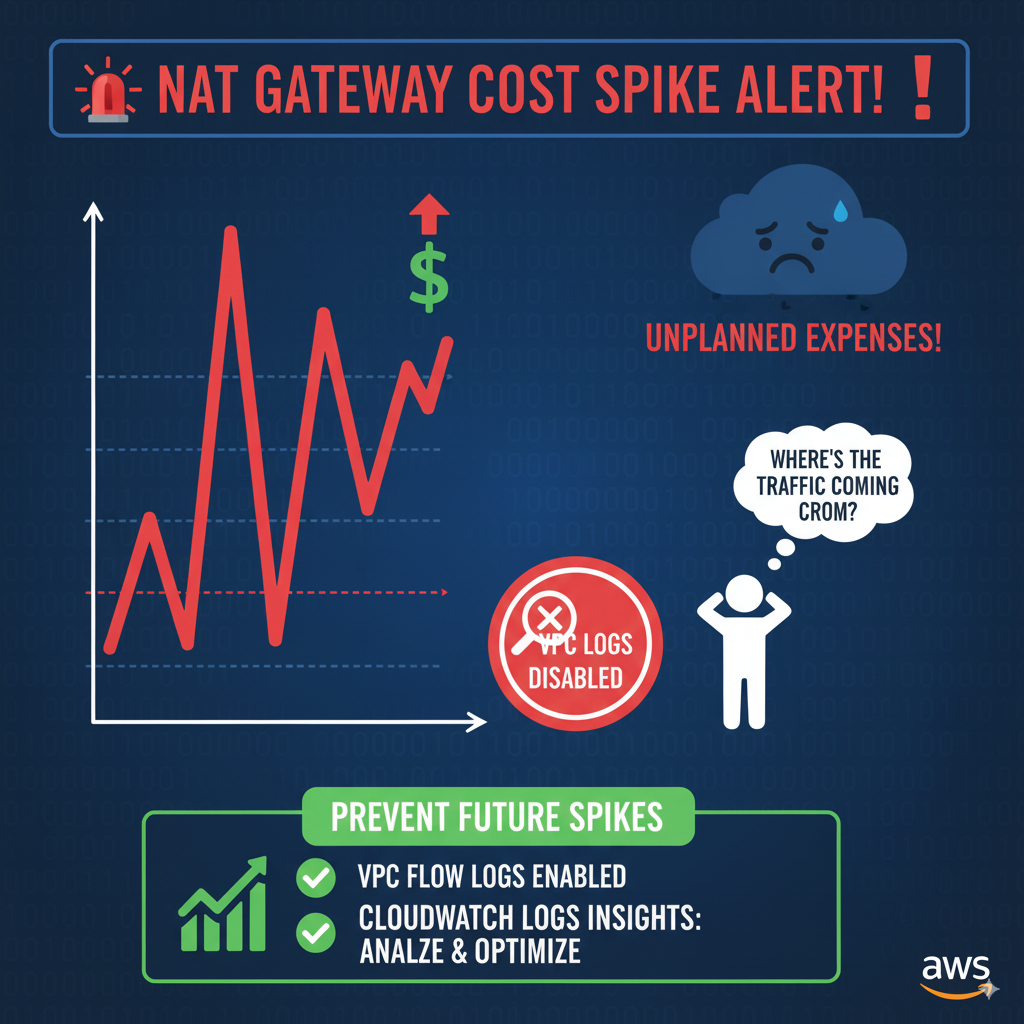 NAT GATEWAY COST SPIKE ALERT! !
$
UNPLANNED EXPENSES!
WHERE'S THE
TRAFFIC COMING
CROM?
VPC LOGS
DISABLED
PREVENT FUTURE SPIKES
VPC FLOW LOGS ENABLED
CLOUDWATCH LOGS INSIGHTS:
ANALZE & OPTIMIZE
aws